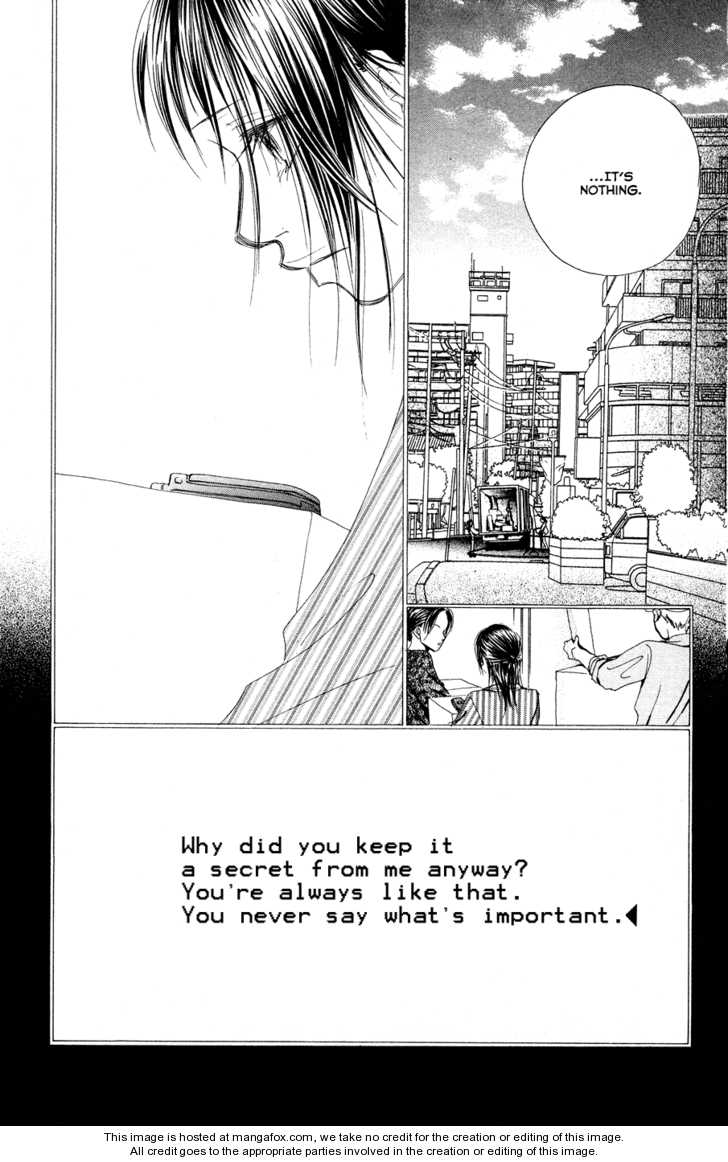 ...IT'S
NOTHING.
Why did you keep it
a secret from me anyway?
You're always like that.
You never say what's important.
This image is hosted at mangafox.com, we take no credit for the creation or editing of this image.
All credit goes to the appropriate parties involved in the creation or editing of this image.